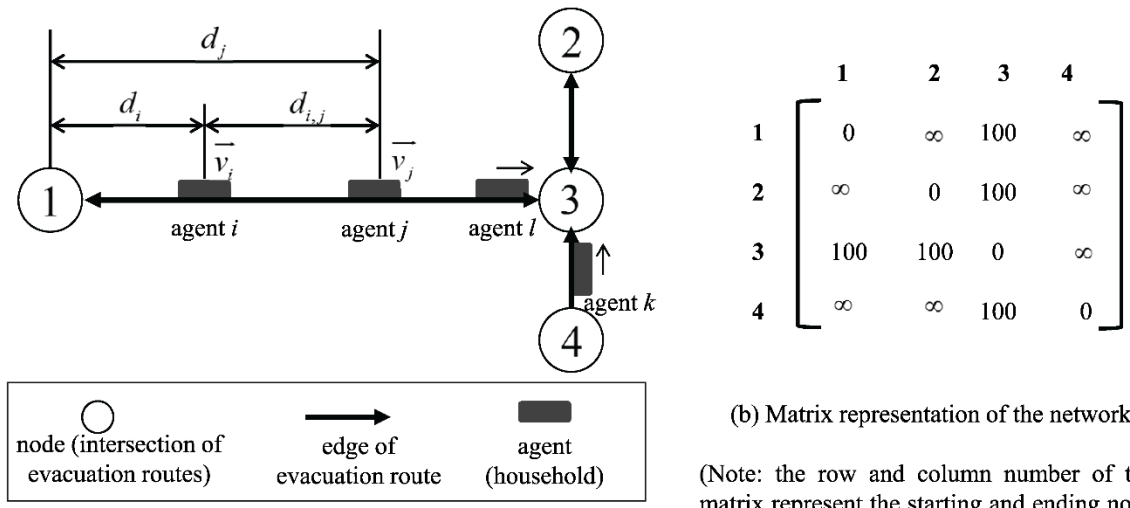 d_j
2
d_i
d_{i,j}
v_i
v_j
1
3
agent i
agent j
agent l
agent k
4
node (intersection of
evacuation routes)
edge of
evacuation route
agent
(household)
1 2 3 4
1 0 ∞ 100 ∞
2 ∞ 0 100 ∞
3 100 100 0 ∞
4 ∞ ∞ 100 0
(b) Matrix representation of the network
(Note: the row and column number of
matrix represent the starting and ending